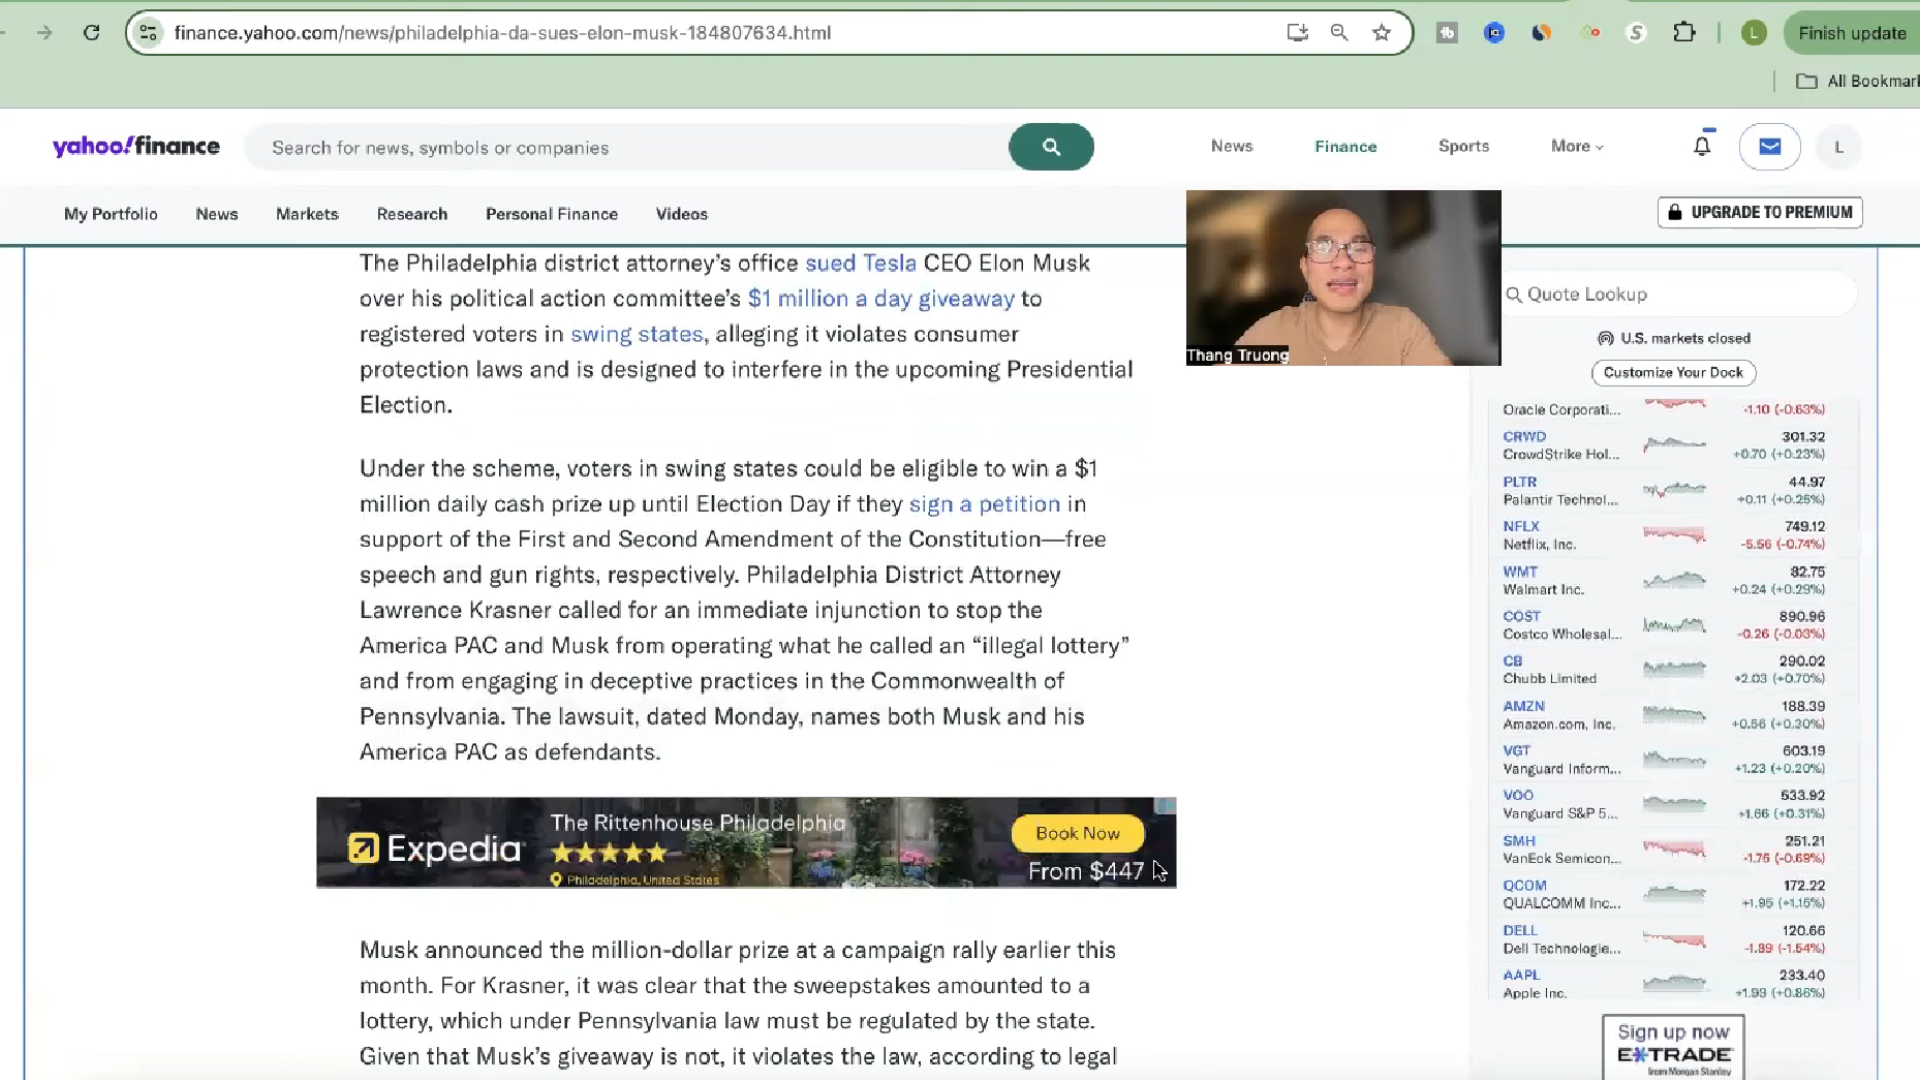 finance.yahoo.com/news/philadelphia-da-sues-elon-musk-184807634.html
L
Finish update
All Bookmark
yahoo!finance
Search for news, symbols or companies
News
Finance
Sports
More
L
My Portfolio
News
Markets
Research
Personal Finance
Videos
UPGRADE TO PREMIUM
The Philadelphia district attorney's office sued Tesla CEO Elon Musk
over his political action committee's $1 million a day giveaway to
registered voters in swing states, alleging it violates consumer
protection laws and is designed to interfere in the upcoming Presidential
Election.
Under the scheme, voters in swing states could be eligible to win a $1
million daily cash prize up until Election Day if they sign a petition in
support of the First and Second Amendment of the Constitution—free
speech and gun rights, respectively. Philadelphia District Attorney
Lawrence Krasner called for an immediate injunction to stop the
America PAC and Musk from operating what he called an “illegal lottery”
and from engaging in deceptive practices in the Commonwealth of
Pennsylvania. The lawsuit, dated Monday, names both Musk and his
America PAC as defendants.
Expedia
The Rittenhouse Philadelphia
Philadelphia, United States
Book Now
From $447
Musk announced the million-dollar prize at a campaign rally earlier this
month. For Krasner, it was clear that the sweepstakes amounted to a
lottery, which under Pennsylvania law must be regulated by the state.
Given that Musk's giveaway is not, it violates the law, according to legal
Thang Truong
Quote Lookup
U.S. markets closed
Customize Your Dock
Oracle Corporati... -1.10 (-0.63%)
CRWD 301.32
CrowdStrike Hol... +0.70 (+0.23%)
PLTR 44.97
Palantir Technol... +0.11 (+0.25%)
NFLX 749.12
Netflix, Inc. -5.56 (-0.74%)
WMT 82.75
Walmart Inc. +0.24 (+0.29%)
COST 890.96
Costco Wholesal... -0.26 (-0.03%)
CB 290.02
Chubb Limited +2.03 (+0.70%)
AMZN 188.39
Amazon.com, Inc. +0.56 (+0.30%)
VGT 603.19
Vanguard Inform... +1.23 (+0.20%)
VOO 533.92
Vanguard S&P 5... +1.66 (+0.31%)
SMH 251.21
VanEck Semicon... -1.75 (-0.69%)
QCOM 172.22
QUALCOMM Inc... +1.95 (+1.15%)
DELL 120.66
Dell Technologie... -1.89 (-1.54%)
AAPL 233.40
Apple Inc. +1.99 (+0.86%)
Sign up now
E*TRADE
from Morgan Stanley